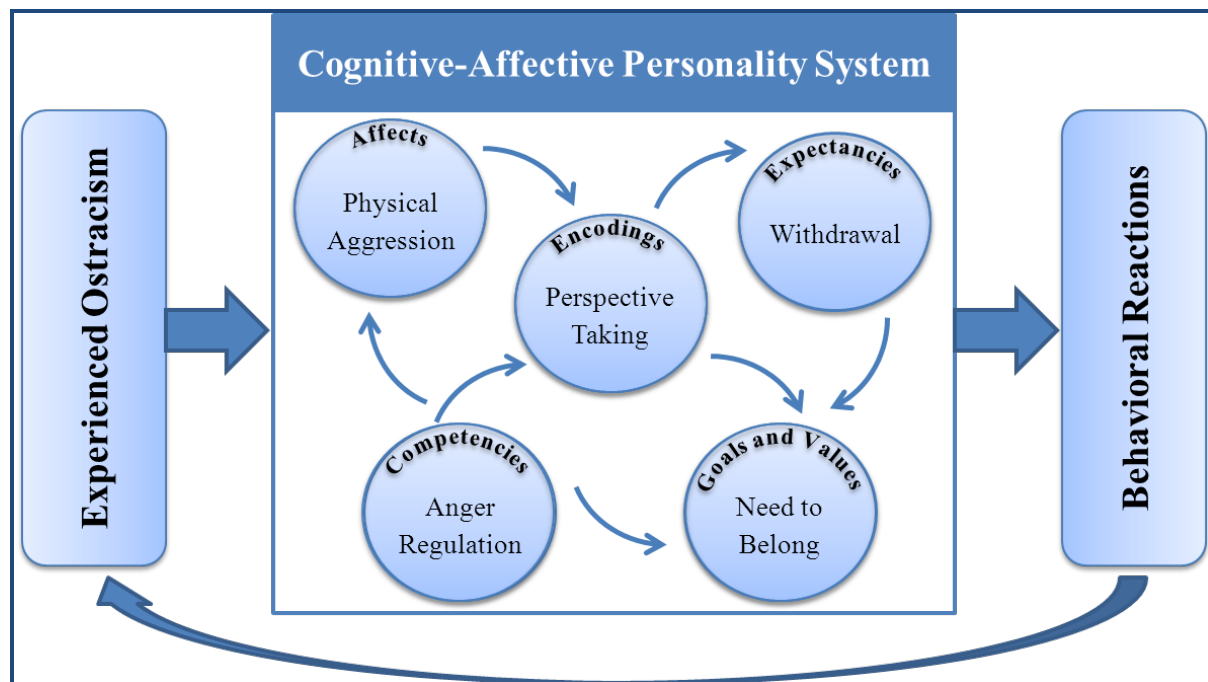 Cognitive-Affective Personality System
Experienced Ostracism
Affects
Physical
Aggression
Encodings
Perspective
Taking
Expectancies
Withdrawal
Competencies
Anger
Regulation
Goals and Values
Need to
Belong
Behavioral Reactions